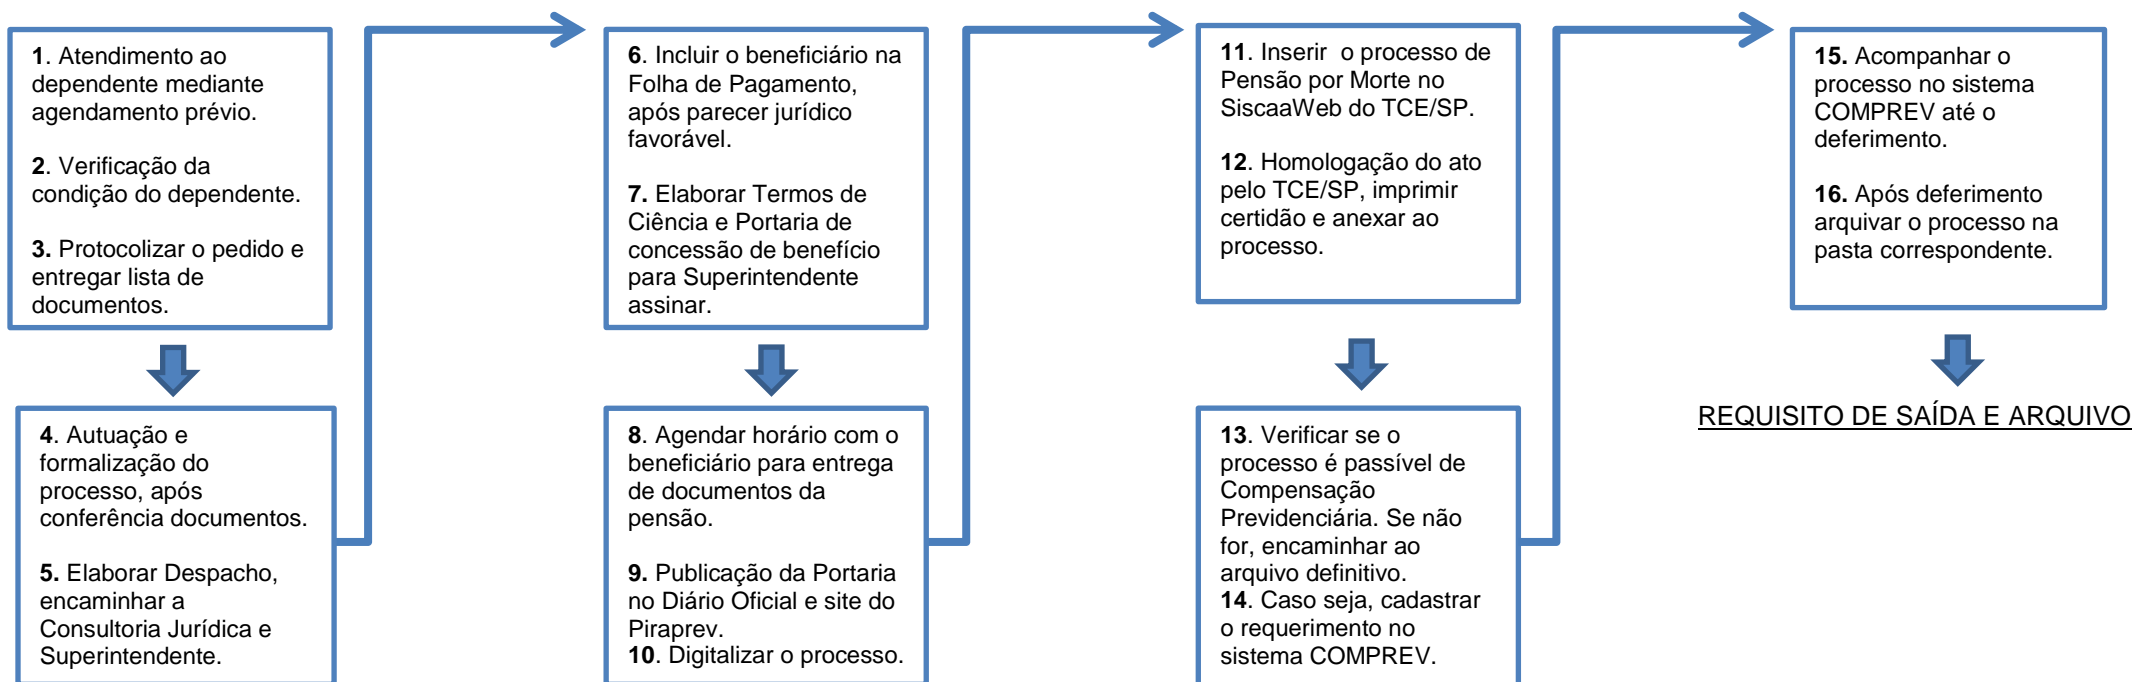 1. Atendimento ao
dependente mediante
agendamento prévio.
2. Verificação da
condição do dependente.
3. Protocolizar o pedido e
entregar lista de
documentos.
4. Autuação e
formalização do
processo, após
conferência documentos.
5. Elaborar Despacho,
encaminhar a
Consultoria Jurídica e
Superintendente.
6. Incluir o beneficiário na
Folha de Pagamento,
após parecer jurídico
favorável.
7. Elaborar Termos de
Ciência e Portaria de
concessão de benefício
para Superintendente
assinar.
8. Agendar horário com o
beneficiário para entrega
de documentos da
pensão.
9. Publicação da Portaria
no Diário Oficial e site do
Piraprev.
10. Digitalizar o processo.
11. Inserir o processo de
Pensão por Morte no
SiscaaWeb do TCE/SP.
12. Homologação do ato
pelo TCE/SP, imprimir
certidão e anexar ao
processo.
13. Verificar se o
processo é passível de
Compensação
Previdenciária. Se não
for, encaminhar ao
arquivo definitivo.
14. Caso seja, cadastrar
o requerimento no
sistema COMPREV.
15. Acompanhar o
processo no sistema
COMPREV até o
deferimento.
16. Após deferimento
arquivar o processo na
pasta correspondente.
REQUISITO DE SAÍDA E ARQUIVO